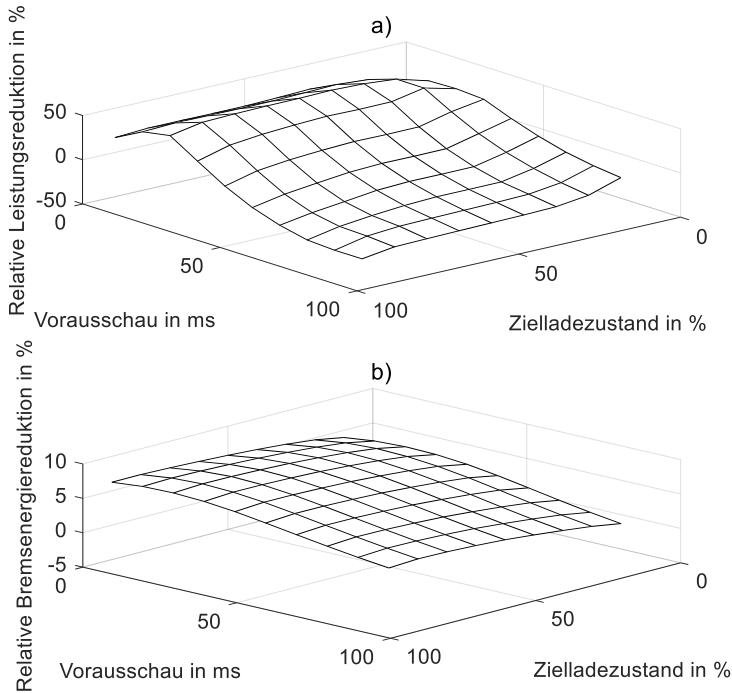 a)
Relative Leistungsreduktion in %
50
0
-50
0
50
100
Vorausschau in ms
100
50
0
Zielladezustand in %
b)
Relative Bremsenergiereduktion in %
10
5
0
-5
0
50
100
Vorausschau in ms
100
50
0
Zielladezustand in %